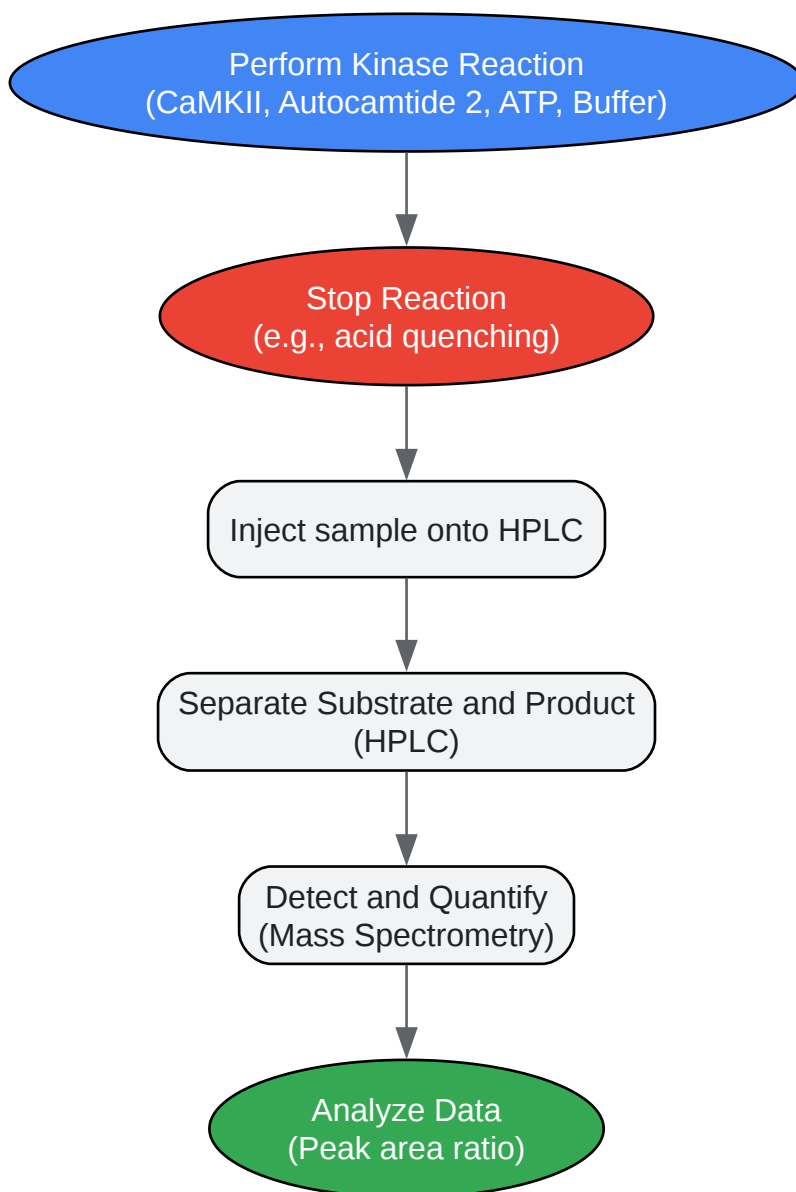 Perform Kinase Reaction
(CaMKII, Autocamtide 2, ATP, Buffer)
Stop Reaction
(e.g., acid quenching)
Inject sample onto HPLC
Separate Substrate and Product
(HPLC)
Detect and Quantify
(Mass Spectrometry)
Analyze Data
(Peak area ratio)